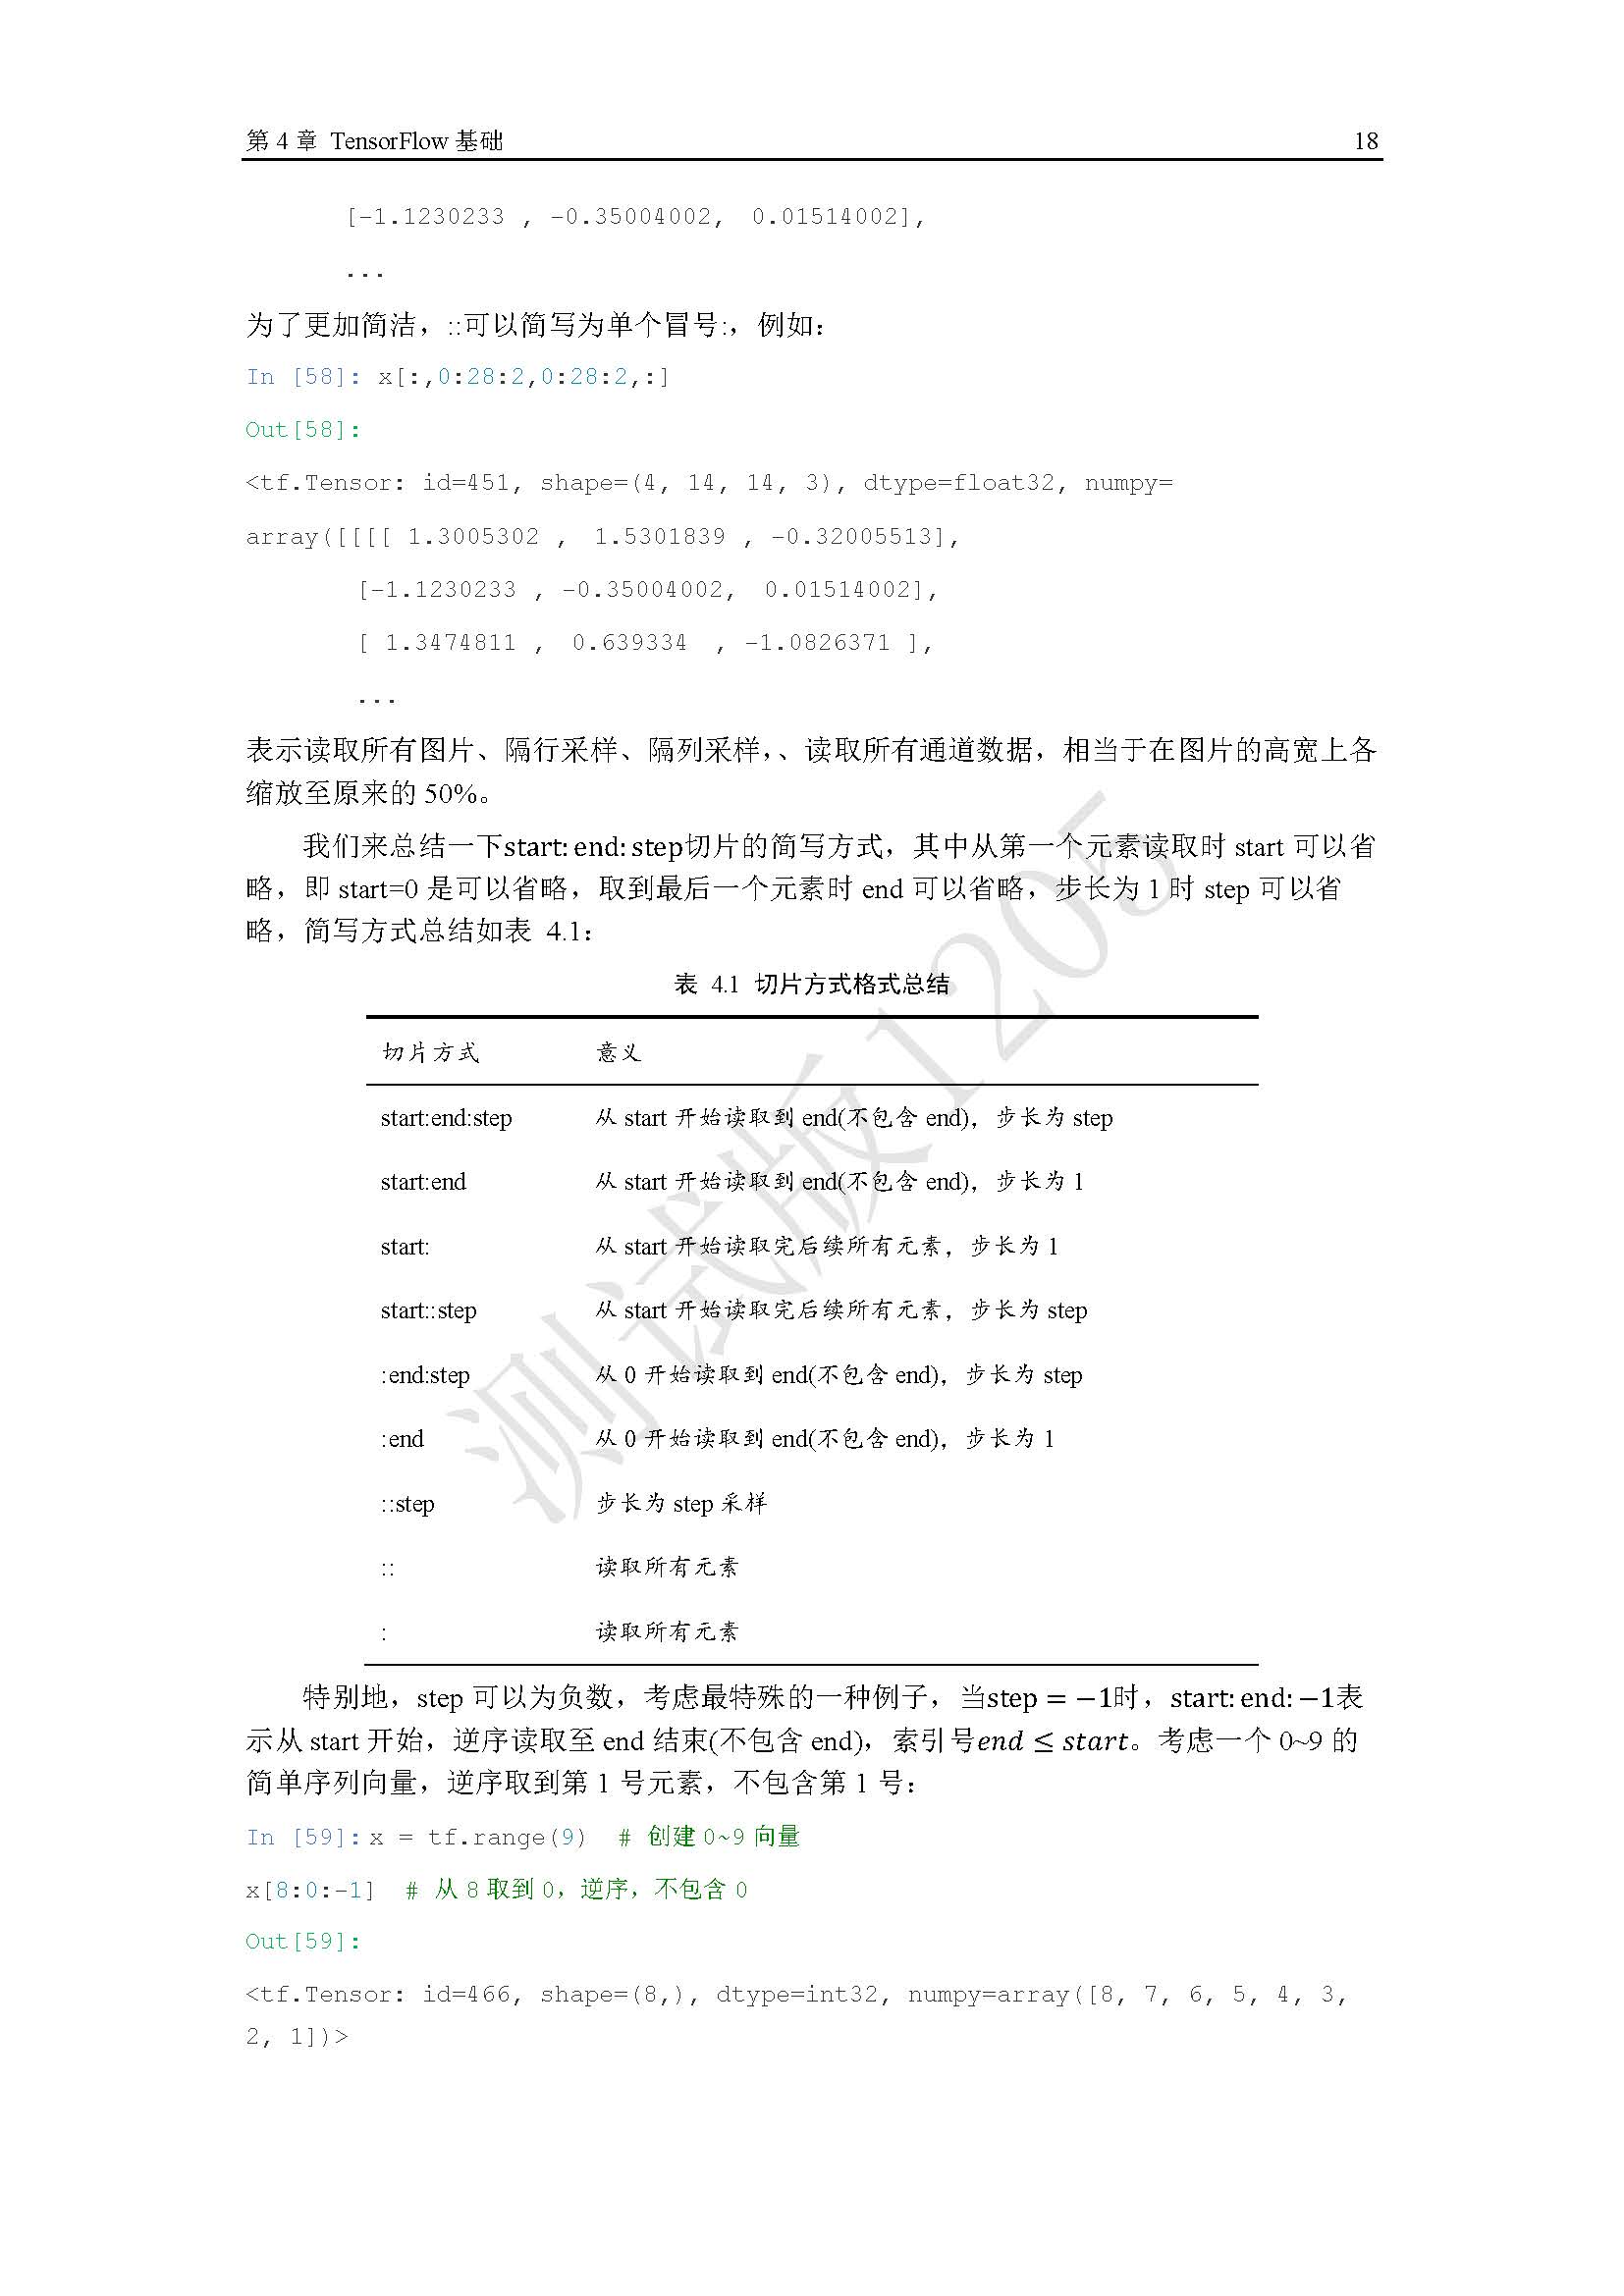 第 4 章 TensorFlow 基础 18
[-1.1230233 , -0.35004002, 0.01514002],
...
为了更加简洁，::可以简写为单个冒号:，例如：
In [58]: x[:,0:28:2,0:28:2,:]
Out[58]:
<tf.Tensor: id=451, shape=(4, 14, 14, 3), dtype=float32, numpy=
array([[[[ 1.3005302 , 1.5301839 , -0.32005513],
[-1.1230233 , -0.35004002, 0.01514002],
[ 1.3474811 , 0.639334 , -1.0826371 ],
...
表示读取所有图片、隔行采样、隔列采样，、读取所有通道数据，相当于在图片的高宽上各
缩放至原来的 50%。
我们来总结一下start: end: step切片的简写方式，其中从第一个元素读取时 start 可以省
略，即 start=0 是可以省略，取到最后一个元素时 end 可以省略，步长为 1 时 step 可以省
略，简写方式总结如表 4.1：
表 4.1 切片方式格式总结
切片方式 意义
start:end:step 从 start 开始读取到 end(不包含 end)，步长为 step
start:end 从 start 开始读取到 end(不包含 end)，步长为 1
start: 从 start 开始读取完后续所有元素，步长为 1
start::step 从 start 开始读取完后续所有元素，步长为 step
:end:step 从 0 开始读取到 end(不包含 end)，步长为 step
:end 从 0 开始读取到 end(不包含 end)，步长为 1
::step 步长为 step 采样
:: 读取所有元素
: 读取所有元素
特别地，step 可以为负数，考虑最特殊的一种例子，当step = −1时，start: end: −1表
示从 start 开始，逆序读取至 end 结束(不包含 end)，索引号end ≤ start。考虑一个 0~9 的
简单序列向量，逆序取到第 1 号元素，不包含第 1 号：
In [59]: x = tf.range(9) # 创建 0~9 向量
x[8:0:-1] # 从 8 取到 0，逆序，不包含 0
Out[59]:
<tf.Tensor: id=466, shape=(8,), dtype=int32, numpy=array([8, 7, 6, 5, 4, 3,
2, 1])>
测试版1205